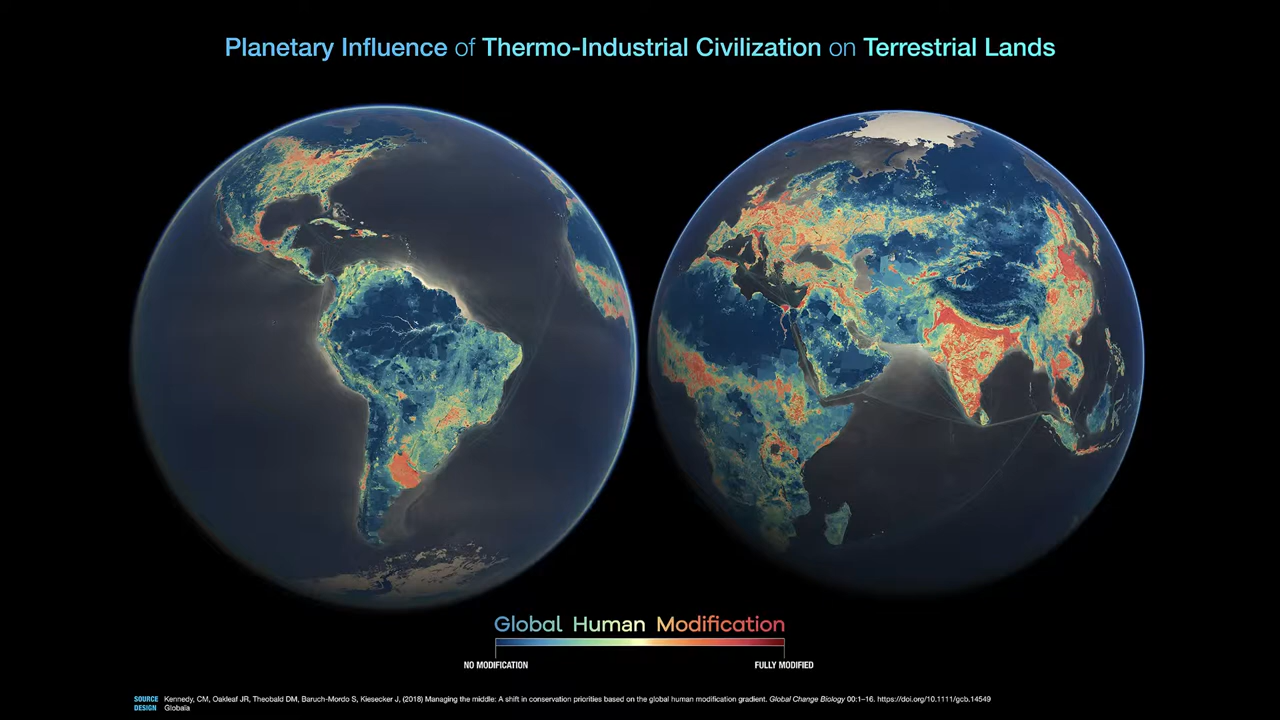 Planetary Influence of Thermo-Industrial Civilization on Terrestrial Lands
Global Human Modification
NO MODIFICATION
FULLY MODIFIED
SOURCE Kennedy, CM, Oakleaf JR, Theobald DM, Baruch-Mordo S, Kiesecker J, (2018) Managing the middle: A shift in conservation priorities based on the global human modification gradient. Global Change Biology 00:1–16. https://doi.org/10.1111/gcb.14549
DESIGN Globaïa